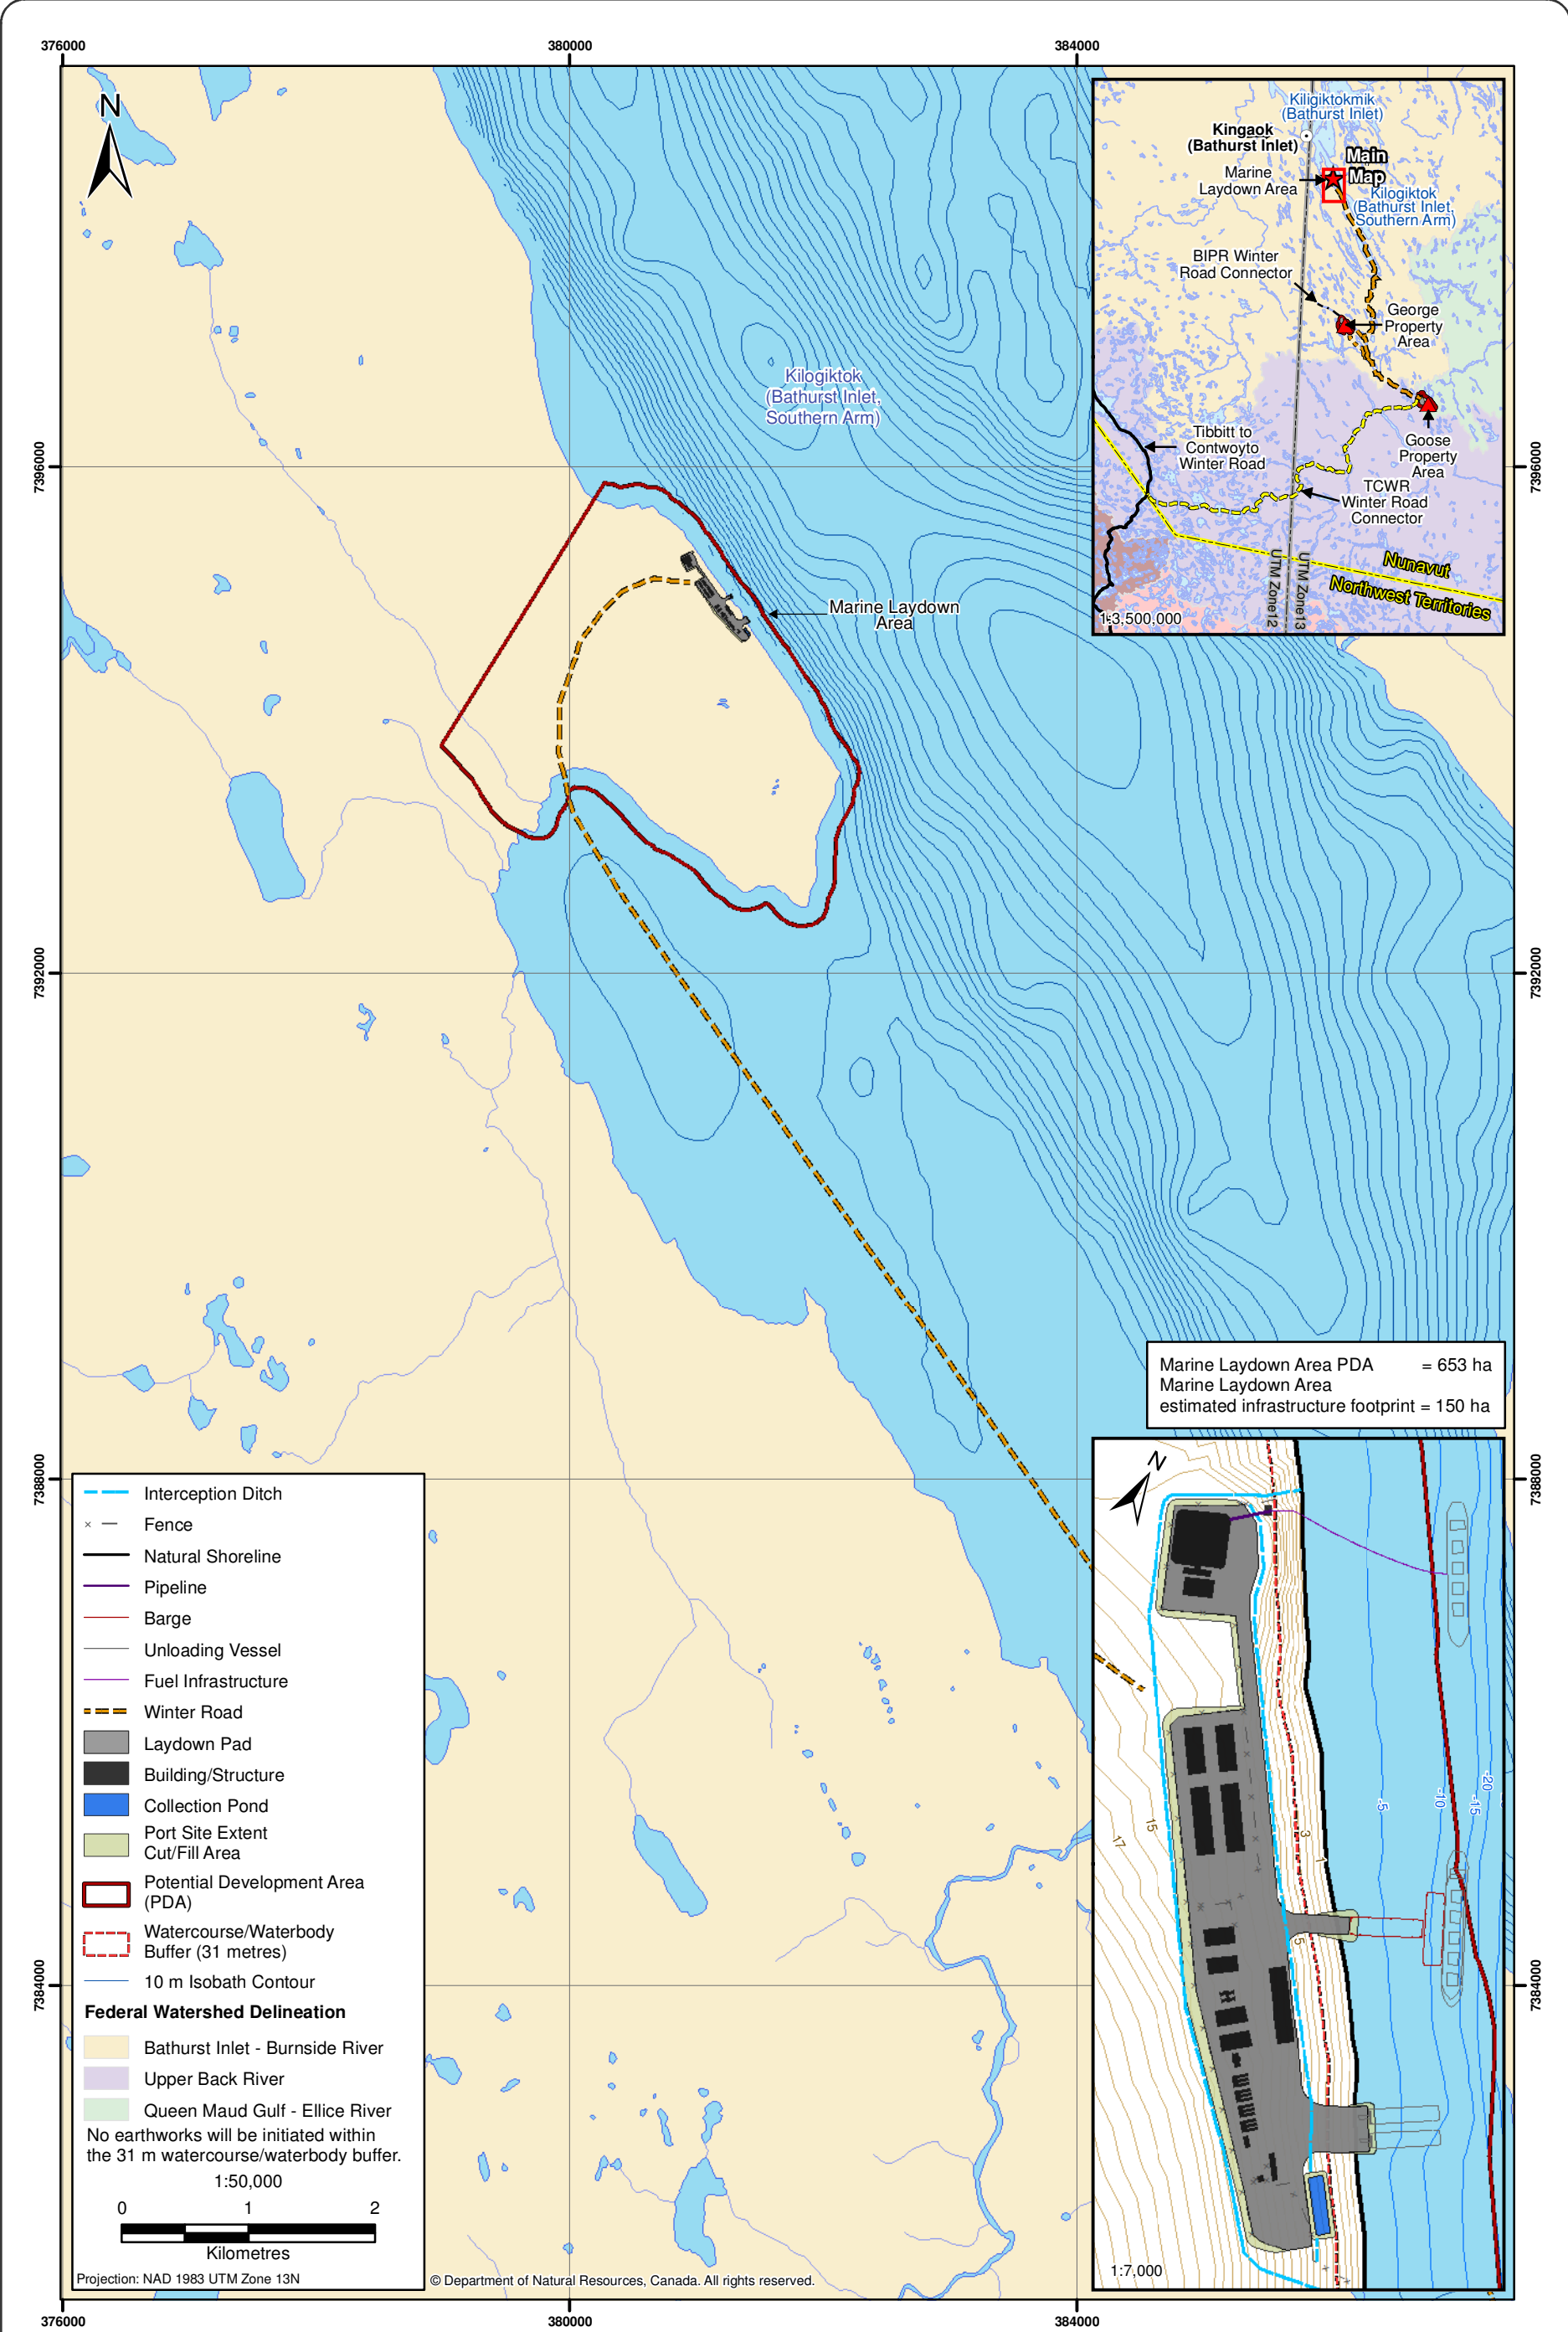 376000
380000
384000
N
Kiligiktokmik
(Bathurst Inlet)
Kingaok
(Bathurst Inlet)
Main
Map
Marine
Laydown Area
Kilogiktok
(Bathurst Inlet,
Southern Arm)
BIPR Winter
Road Connector
George
Property
Area
Tibbitt to
Contwoyto
Winter Road
Goose
Property
Area
TCWR
Winter Road
Connector
Nunavut
Northwest Territories
UTM Zone12
UTM Zone13
1:3,500,000
Kilogiktok
(Bathurst Inlet,
Southern Arm)
7396000
7396000
Marine Laydown
Area
7392000
7392000
Marine Laydown Area PDA = 653 ha
Marine Laydown Area
estimated infrastructure footprint = 150 ha
7388000
7388000
N
17
15
3
1
5
-5
-10
-15
-20
1:7,000
Interception Ditch
Fence
Natural Shoreline
Pipeline
Barge
Unloading Vessel
Fuel Infrastructure
Winter Road
Laydown Pad
Building/Structure
Collection Pond
Port Site Extent
Cut/Fill Area
Potential Development Area
(PDA)
Watercourse/Waterbody
Buffer (31 metres)
10 m Isobath Contour
Federal Watershed Delineation
Bathurst Inlet - Burnside River
Upper Back River
Queen Maud Gulf - Ellice River
No earthworks will be initiated within
the 31 m watercourse/waterbody buffer.
1:50,000
0 1 2
Kilometres
Projection: NAD 1983 UTM Zone 13N
© Department of Natural Resources, Canada. All rights reserved.
7384000
7384000
376000
380000
384000